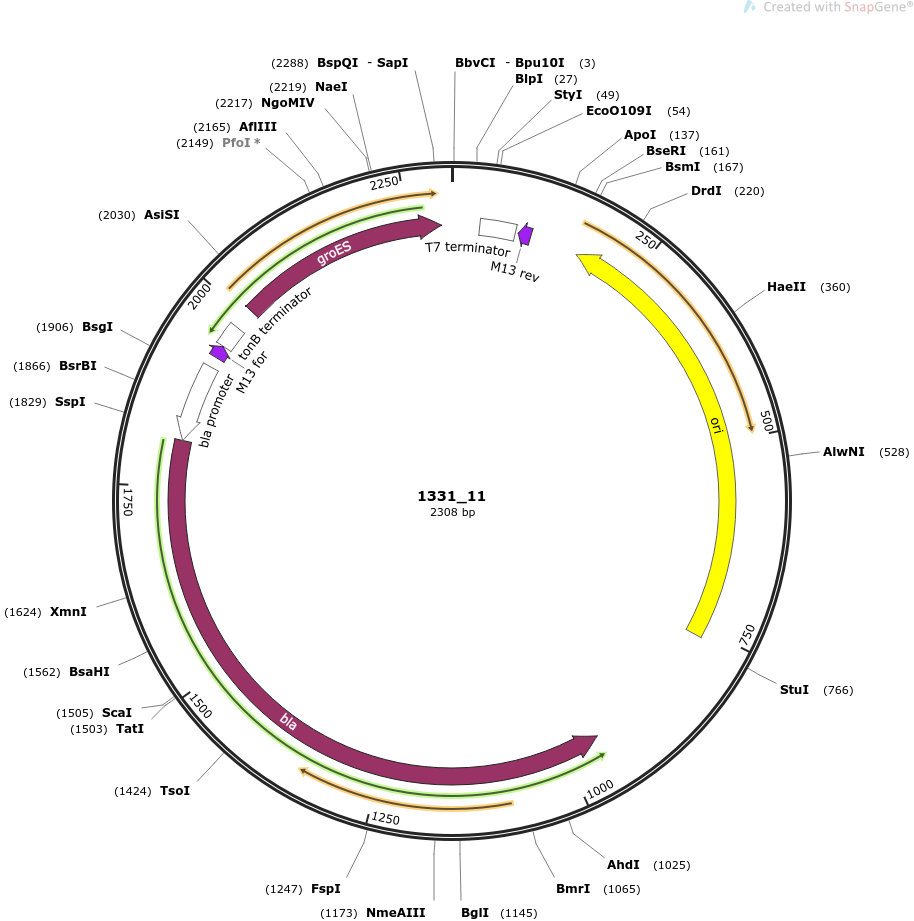 Created with SnapGene®
(2288) BspQI - SapI
BbvCI - Bpu10I (3)
(2219) NaeI
BlpI (27)
(2217) NgoMIV
StyI (49)
(2165) AflIII
EcoO109I (54)
(2149) PfoI *
ApoI (137)
BseRI (161)
BsmI (167)
DrdI (220)
(2030) AsiSI
HaeII (360)
(1906) BsgI
(1866) BsrBI
(1829) SspI
AlwNI (528)
(1624) XmnI
(1562) BsaHI
StuI (766)
(1505) ScaI
(1503) TatI
(1424) TsoI
AhdI (1025)
(1247) FspI
BmrI (1065)
(1173) NmeAIII
BglI (1145)
2250
250
2000
500
1750
750
1500
1000
1250
groES
T7 terminator
M13 rev
tonB terminator
M13 for
bla promoter
ori
bla
1331_11
2308 bp